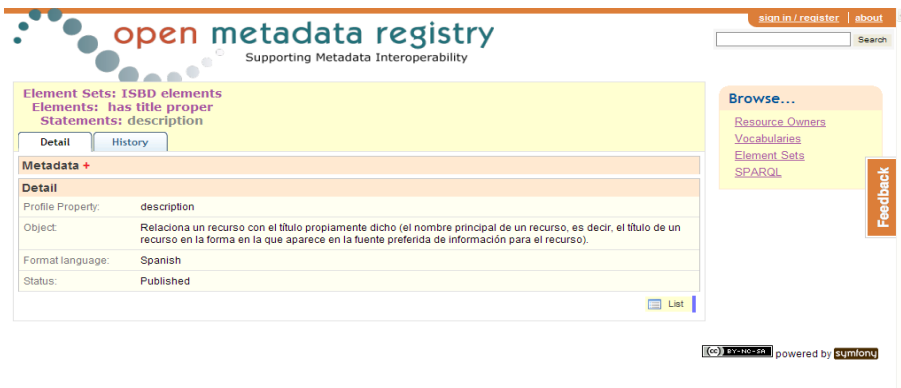 sign in / register | about
open metadata registry
Supporting Metadata Interoperability
Search
Element Sets: ISBD elements
Elements: has title proper
Statements: description
Detail History
Metadata +
Detail
Profile Property: description
Object: Relaciona un recurso con el título propiamente dicho (el nombre principal de un recurso, es decir, el título de un
recurso en la forma en la que aparece en la fuente preferida de información para el recurso).
Format language: Spanish
Status: Published
List
Browse...
Resource Owners
Vocabularies
Element Sets
SPARQL
Feedback
(cc) BY-NC-SA powered by symfony